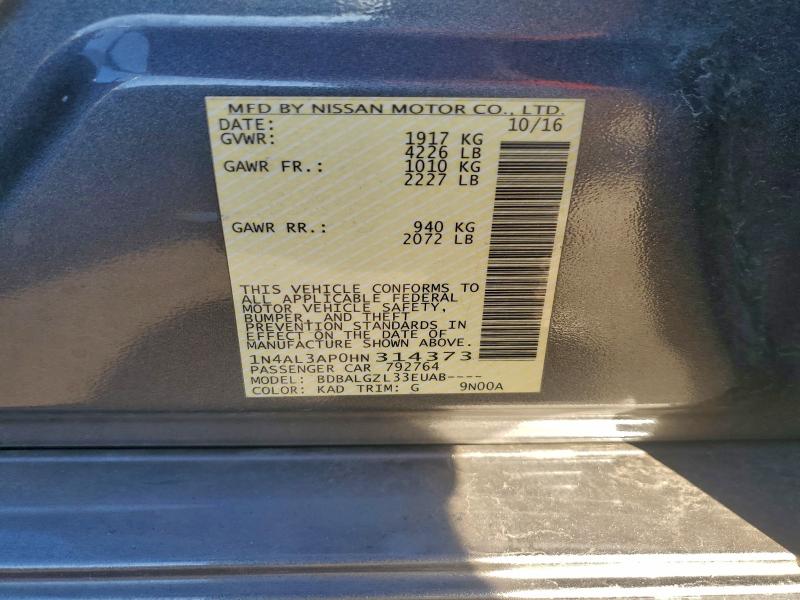 MFD BY NISSAN MOTOR CO., LTD.
DATE: 10/16
GVWR: 1917 KG
4226 LB
GAWR FR.: 1010 KG
2227 LB
GAWR RR.: 940 KG
2072 LB
THIS VEHICLE CONFORMS TO
ALL APPLICABLE FEDERAL
MOTOR VEHICLE SAFETY,
BUMPER, AND THEFT
PREVENTION STANDARDS IN
EFFECT ON THE DATE OF
MANUFACTURE SHOWN ABOVE.
1N4AL3AP0HN314373
PASSENGER CAR 792764
MODEL: BDBALGZL33EUAB----
COLOR: KAD TRIM: G 9N00A